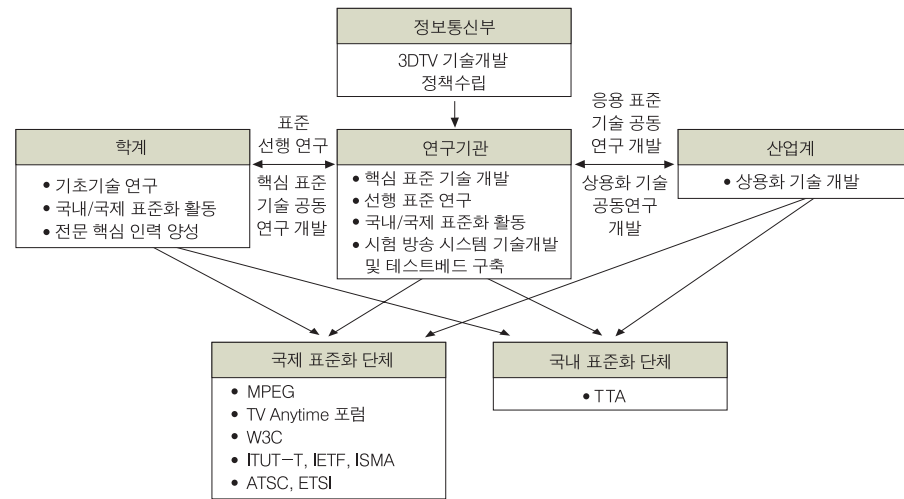 정보통신부
3DTV 기술개발
정책수립
학계
• 기초기술 연구
• 국내/국제 표준화 활동
• 전문 핵심 인력 양성
표준
선행 연구
핵심 표준
기술 공동
연구 개발
연구기관
• 핵심 표준 기술 개발
• 선행 표준 연구
• 국내/국제 표준화 활동
• 시험 방송 시스템 기술개발
및 테스트베드 구축
응용 표준
기술 공동
연구 개발
상용화 기술
공동연구
개발
산업계
• 상용화 기술 개발
국제 표준화 단체
• MPEG
• TV Anytime 포럼
• W3C
• ITUT-T, IETF, ISMA
• ATSC, ETSI
국내 표준화 단체
• TTA